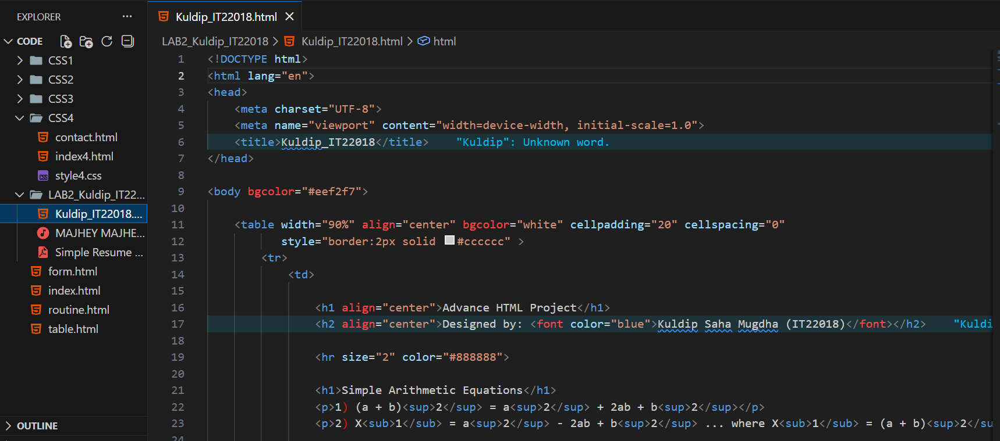 EXPLORER
CODE
CSS1
CSS2
CSS3
CSS4
contact.html
index4.html
style4.css
LAB2_Kuldip_IT22...
Kuldip_IT22018....
MAJHEY MAJHE...
Simple Resume ...
form.html
index.html
routine.html
table.html
OUTLINE
Kuldip_IT22018.html
LAB2_Kuldip_IT22018 > Kuldip_IT22018.html > html
1 <!DOCTYPE html>
2 <html lang="en">
3 <head>
4 <meta charset="UTF-8">
5 <meta name="viewport" content="width=device-width, initial-scale=1.0">
6 <title>Kuldip_IT22018</title> "Kuldip": Unknown word.
7 </head>
8
9 <body bgcolor="#eef2f7">
10
11 <table width="90%" align="center" bgcolor="white" cellpadding="20" cellspacing="0"
12 style="border:2px solid #cccccc" >
13 <tr>
14 <td>
15
16 <h1 align="center">Advance HTML Project</h1>
17 <h2 align="center">Designed by: <font color="blue">Kuldip Saha Mugdha (IT22018)</font></h2> "Kuldi
18
19 <hr size="2" color="#888888">
20
21 <h1>Simple Arithmetic Equations</h1>
22 <p>1) (a + b)<sup>2</sup> = a<sup>2</sup> + 2ab + b<sup>2</sup></p>
23 <p>2) X<sub>1</sub> = a<sup>2</sup> - 2ab + b<sup>2</sup> ... where X<sub>1</sub> = (a + b)<sup>2</su
24